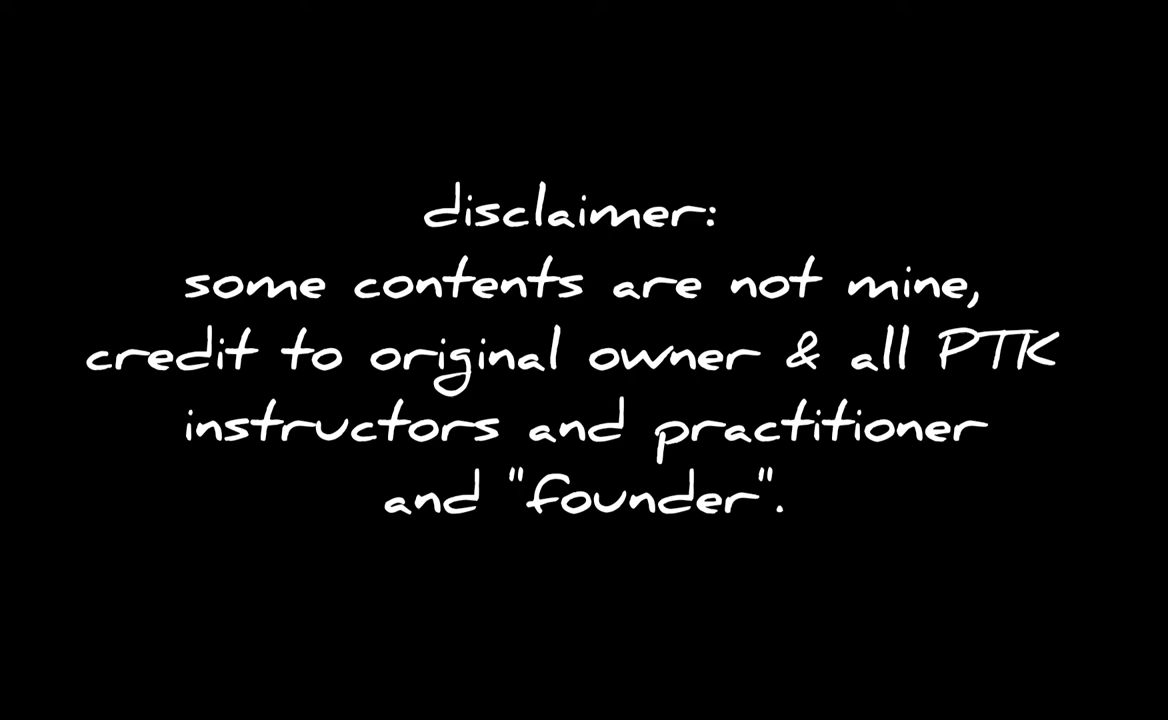 disclaimer:
some contents are not mine,
credit to original owner & all PTK
instructors and practitioner
and "founder".